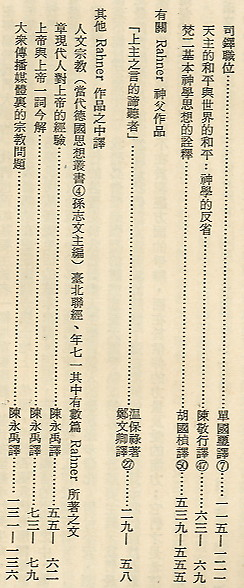 司鐸職位……………單國璽譯⑦……一一五—一二一
天主的和平與世界的和平:神學的反省……………陳敬行譯㊼……六三—六九
梵二基本神學思想的詮釋……………胡國楨譯㊿……五三九—五五五
有關 Rahner 神父作品
「上主之言的諦聽者」……………温保祿著 鄭文卿譯㉗……二九—五八
其他 Rahner 作品之中譯
人文宗教(當代德國思想叢書④孫志文主編)臺北聯經、年七一其中有數篇 Rahner 所著之文
章現代人對上帝的經驗……………陳永禹譯……五五—六二
上帝與上帝一詞今解……………陳永禹譯……七三—七九
大衆傳播媒體裏的宗教問題……………陳永禹譯……一三一—一三六